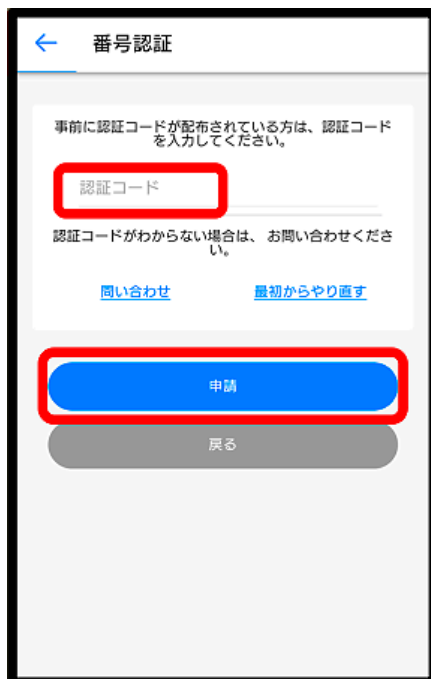 番号認証
事前に認証コードが配布されている方は、認証コード
を入力してください。
認証コード
認証コードがわからない場合は、お問い合わせくださ
い。
問い合わせ 最初からやり直す
申請
戻る